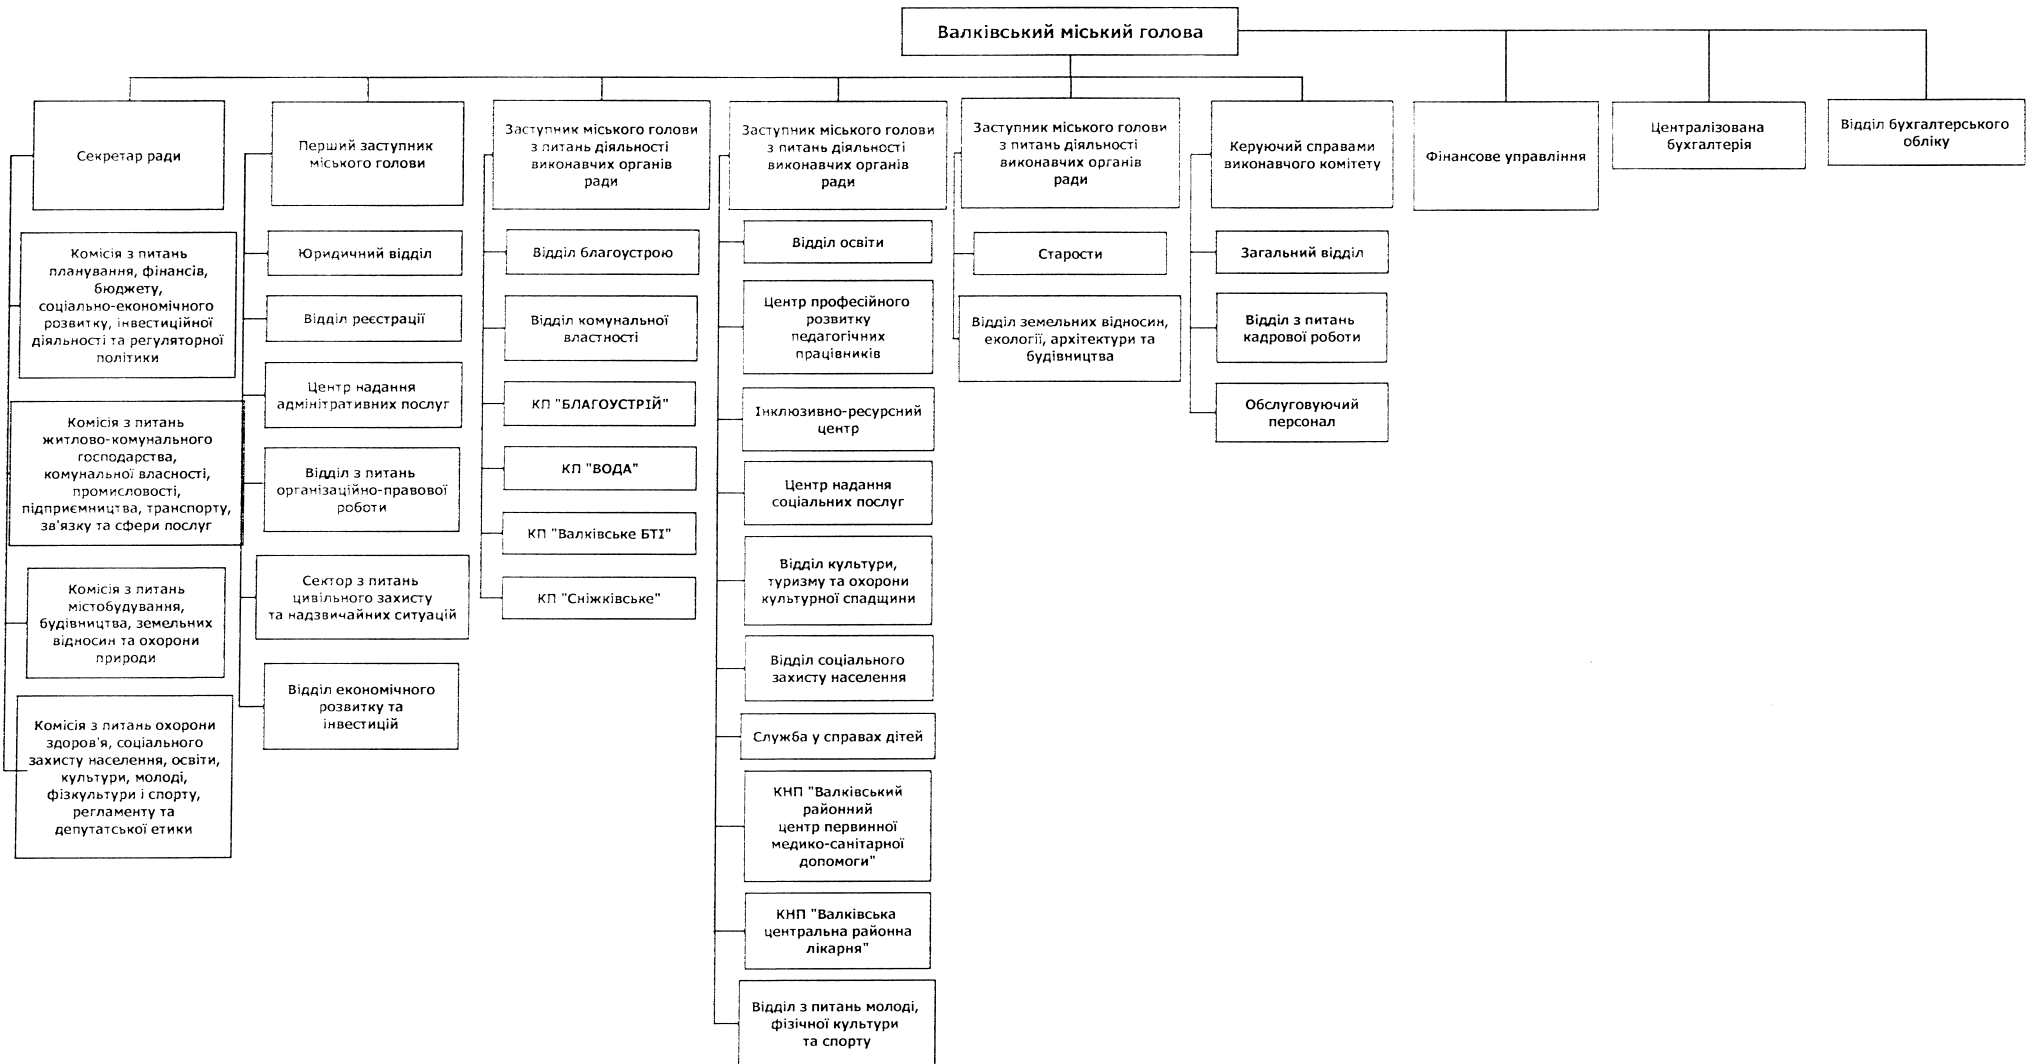 Валківський міський голова
Секретар ради
Комісія з питань
планування, фінансів,
бюджету,
соціально-економічного
розвитку, інвестиційної
діяльності та регуляторної
політики
Комісія з питань
житлово-комунального
господарства,
комунальної власності,
промисловості,
підприємництва, транспорту,
зв'язку та сфери послуг
Комісія з питань
містобудування,
будівництва, земельних
відносин та охорони
природи
Комісія з питань охорони
здоров'я, соціального
захисту населення, освіти,
культури, молоді,
фізкультури і спорту,
регламенту та
депутатської етики
Перший заступник
міського голови
Юридичний відділ
Відділ реєстрації
Центр надання
адмінітративних послуг
Відділ з питань
організаційно-правової
роботи
Сектор з питань
цивільного захисту
та надзвичайних ситуацій
Відділ економічного
розвитку та
інвестицій
Заступник міського голови
з питань діяльності
виконавчих органів
ради
Відділ благоустрою
Відділ комунальної
властності
КП "БЛАГОУСТРІЙ"
КП "ВОДА"
КП "Валківське БТІ"
КП "Сніжківське"
Заступник міського голови
з питань діяльності
виконавчих органів
ради
Відділ освіти
Центр професійного
розвитку
педагогічних
працівників
Інклюзивно-ресурсний
центр
Центр надання
соціальних послуг
Відділ культури,
туризму та охорони
культурної спадщини
Відділ соціального
захисту населення
Служба у справах дітей
КНП "Валківський
районний
центр первинної
медико-санітарної
допомоги"
КНП "Валківська
центральна районна
лікарня"
Відділ з питань молоді,
фізічної культури
та спорту
Заступник міського голови
з питань діяльності
виконавчих органів
ради
Старости
Відділ земельних відносин,
екології, архітектури та
будівництва
Керуючий справами
виконавчого комітету
Загальний відділ
Відділ з питань
кадрової роботи
Обслуговуючий
персонал
Фінансове управління
Централізована
бухгалтерія
Відділ бухгалтерського
обліку